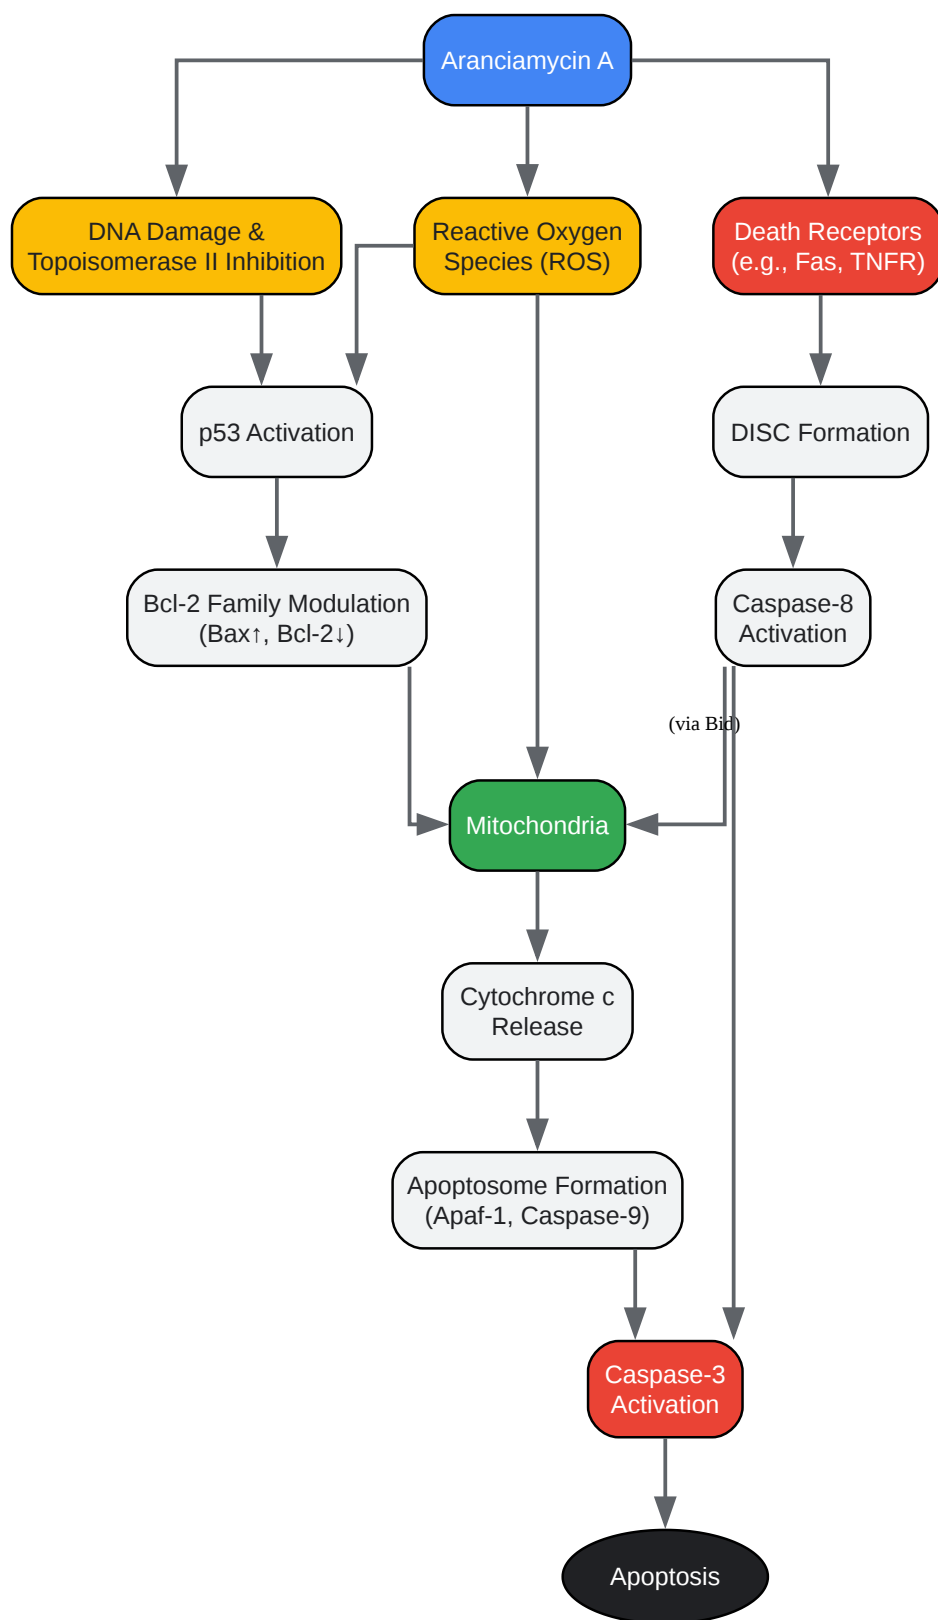 Aranciamycin A
DNA Damage &
Topoisomerase II Inhibition
Reactive Oxygen
Species (ROS)
Death Receptors
(e.g., Fas, TNFR)
p53 Activation
DISC Formation
Bcl-2 Family Modulation
(Bax↑, Bcl-2↓)
Caspase-8
Activation
(via Bid)
Mitochondria
Cytochrome c
Release
Apoptosome Formation
(Apaf-1, Caspase-9)
Caspase-3
Activation
Apoptosis